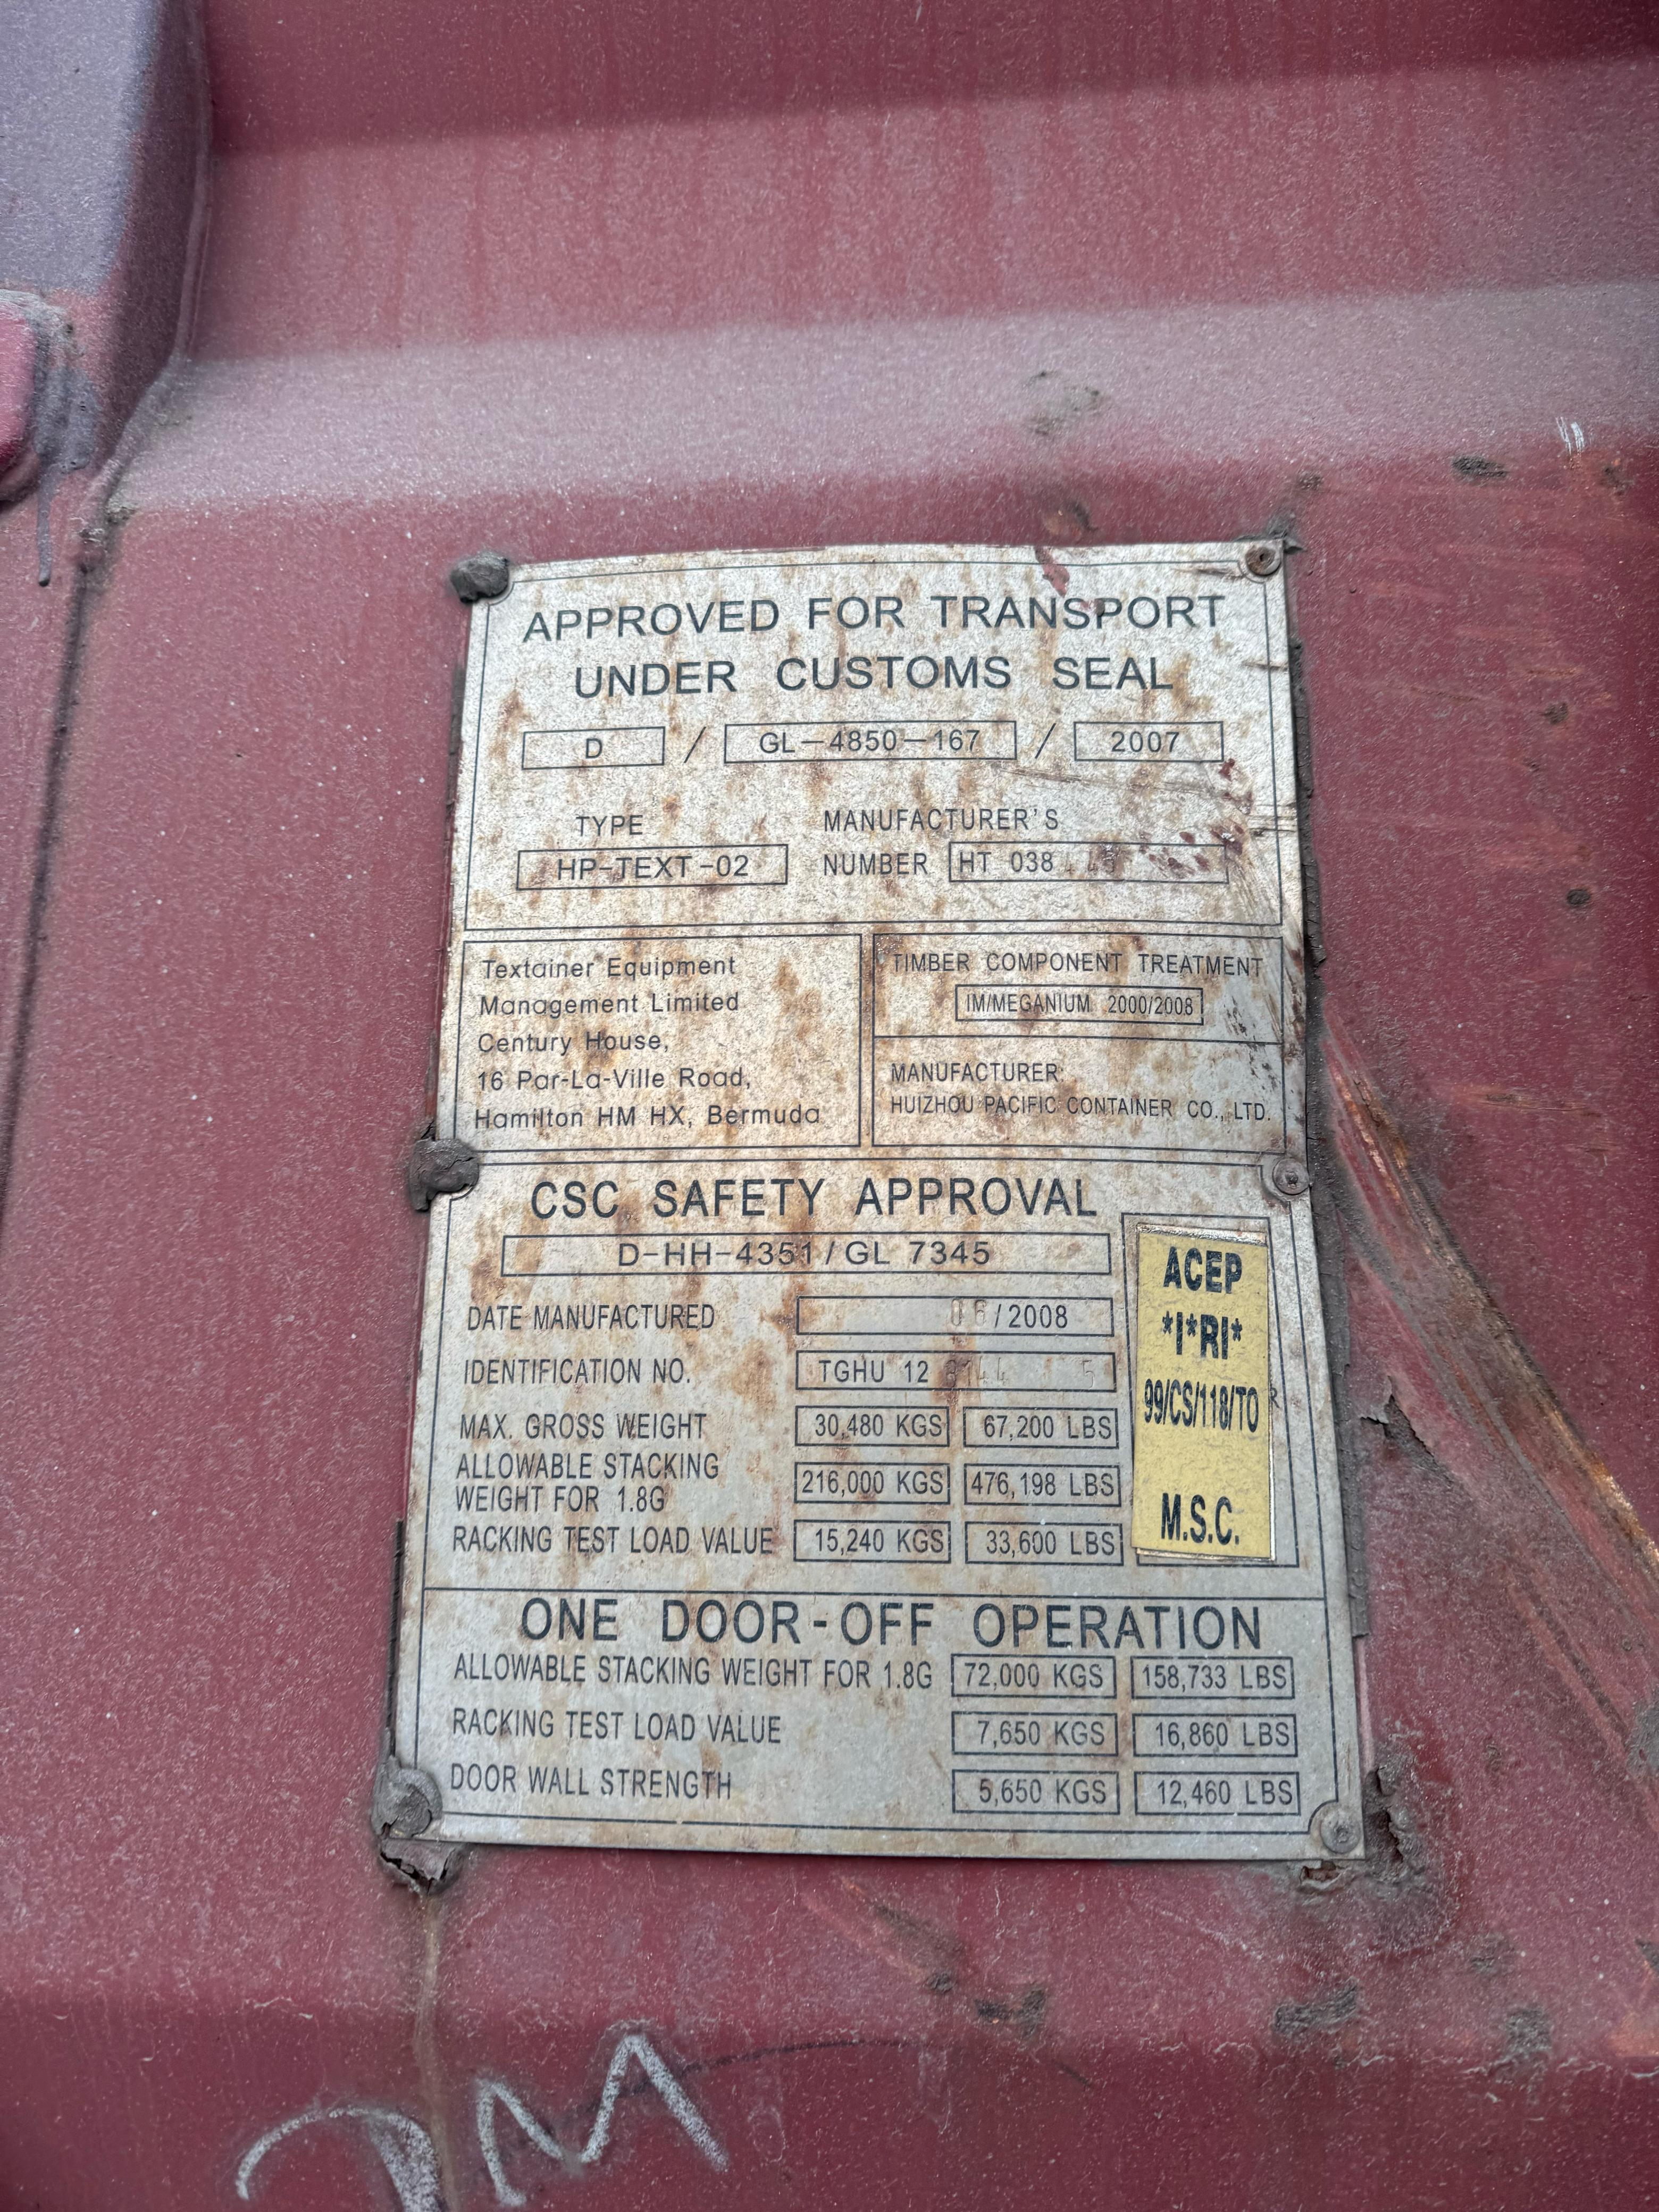 APPROVED FOR TRANSPORT
UNDER CUSTOMS SEAL
D / GL-4850-167 / 2007
TYPE
HP-TEXT-02
MANUFACTURER'S
NUMBER HT 038
Textainer Equipment
Management Limited
Century House,
16 Par-La-Ville Road,
Hamilton HM HX, Bermuda
TIMBER COMPONENT TREATMENT
IM/MEGANIUM 2000/2008
MANUFACTURER:
HUIZHOU PACIFIC CONTAINER CO., LTD.
CSC SAFETY APPROVAL
D-HH-4351/GL 7345
DATE MANUFACTURED 06/2008
IDENTIFICATION NO. TGHU 12
MAX. GROSS WEIGHT 30,480 KGS 67,200 LBS
ALLOWABLE STACKING
WEIGHT FOR 1.8G 216,000 KGS 476,198 LBS
RACKING TEST LOAD VALUE 15,240 KGS 33,600 LBS
ACEP
*I*RI*
99/CS/118/TO
M.S.C.
ONE DOOR-OFF OPERATION
ALLOWABLE STACKING WEIGHT FOR 1.8G 72,000 KGS 158,733 LBS
RACKING TEST LOAD VALUE 7,650 KGS 16,860 LBS
DOOR WALL STRENGTH 5,650 KGS 12,460 LBS